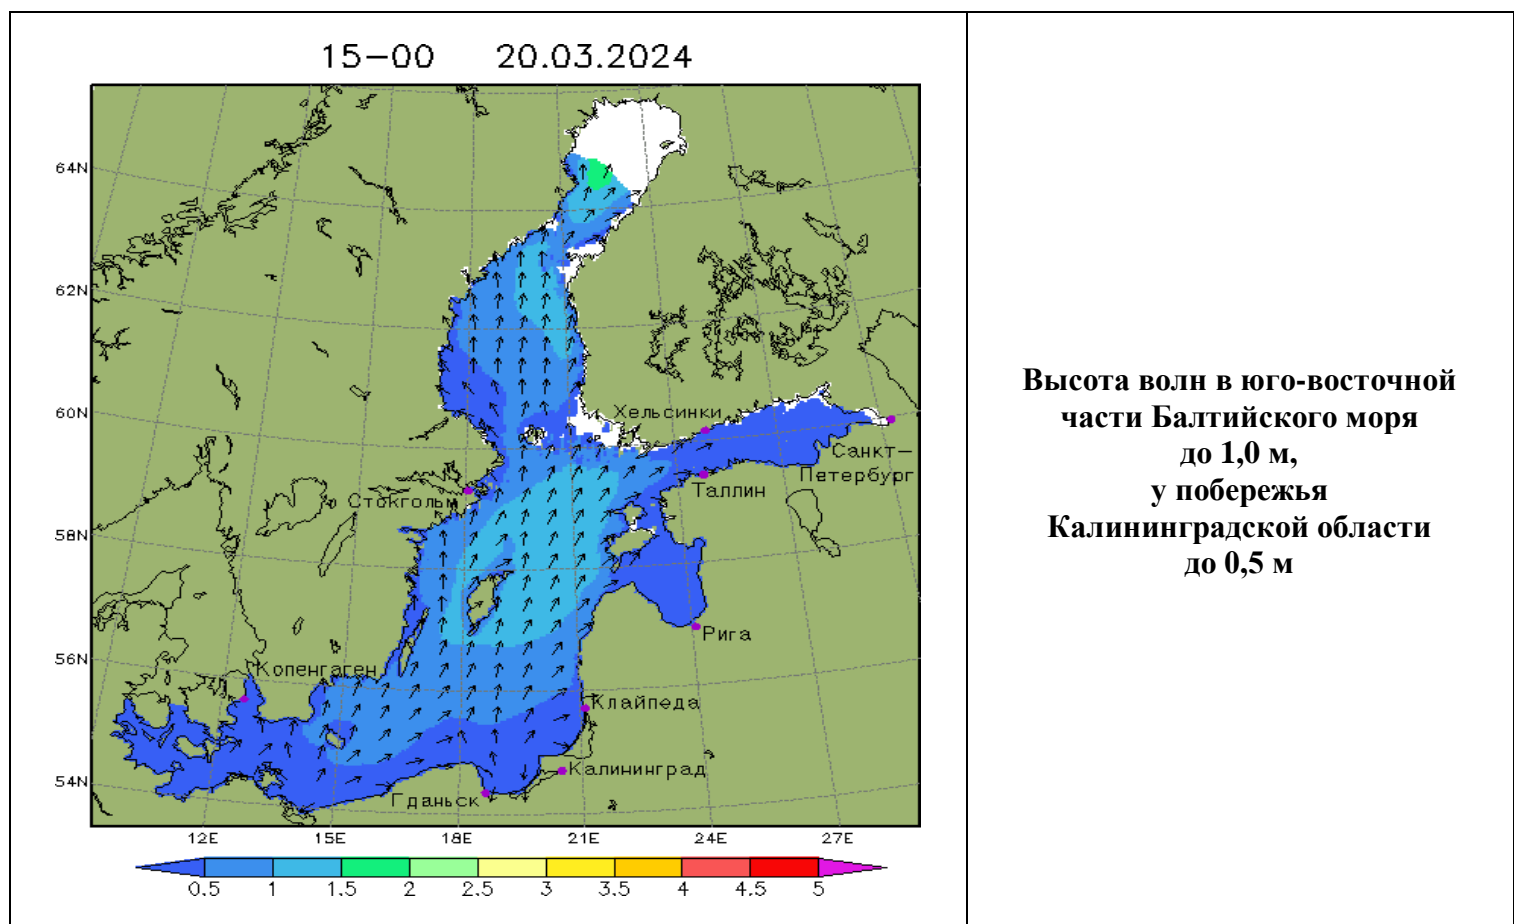 15-00 20.03.2024
64N
62N
60N
58N
56N
54N
Хельсинки
Санкт-
Петербург
Таллин
Стокгольм
Рига
Копенгаген
Клайпеда
Калининград
Гданьск
12E 15E 18E 21E 24E 27E
0.5 1 1.5 2 2.5 3 3.5 4 4.5 5
Высота волн в юго-восточной
части Балтийского моря
до 1,0 м,
у побережья
Калининградской области
до 0,5 м